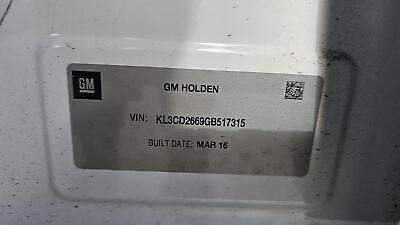 GM
GM HOLDEN
VIN: KL3CD2669GB517315
BUILT DATE: MAR 16